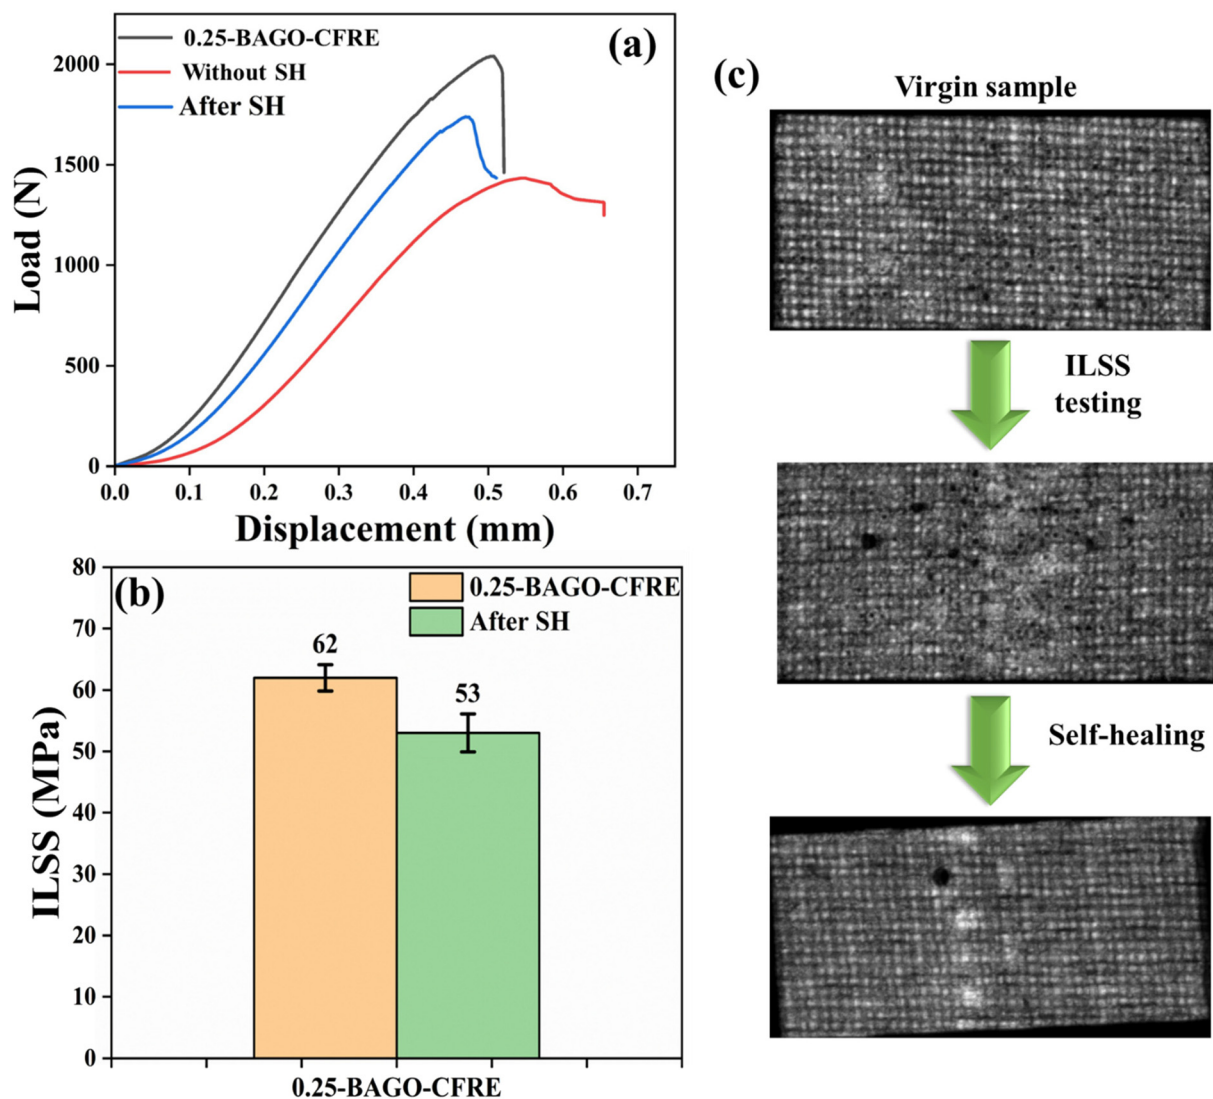 (a)
0.25-BAGO-CFRE
Without SH
After SH
2000
1500
1000
500
0
Load (N)
0.0 0.1 0.2 0.3 0.4 0.5 0.6 0.7
Displacement (mm)
(b)
0.25-BAGO-CFRE
After SH
80
70
60
50
40
30
20
10
0
62
53
ILSS (MPa)
0.25-BAGO-CFRE
(c)
Virgin sample
ILSS
testing
Self-healing